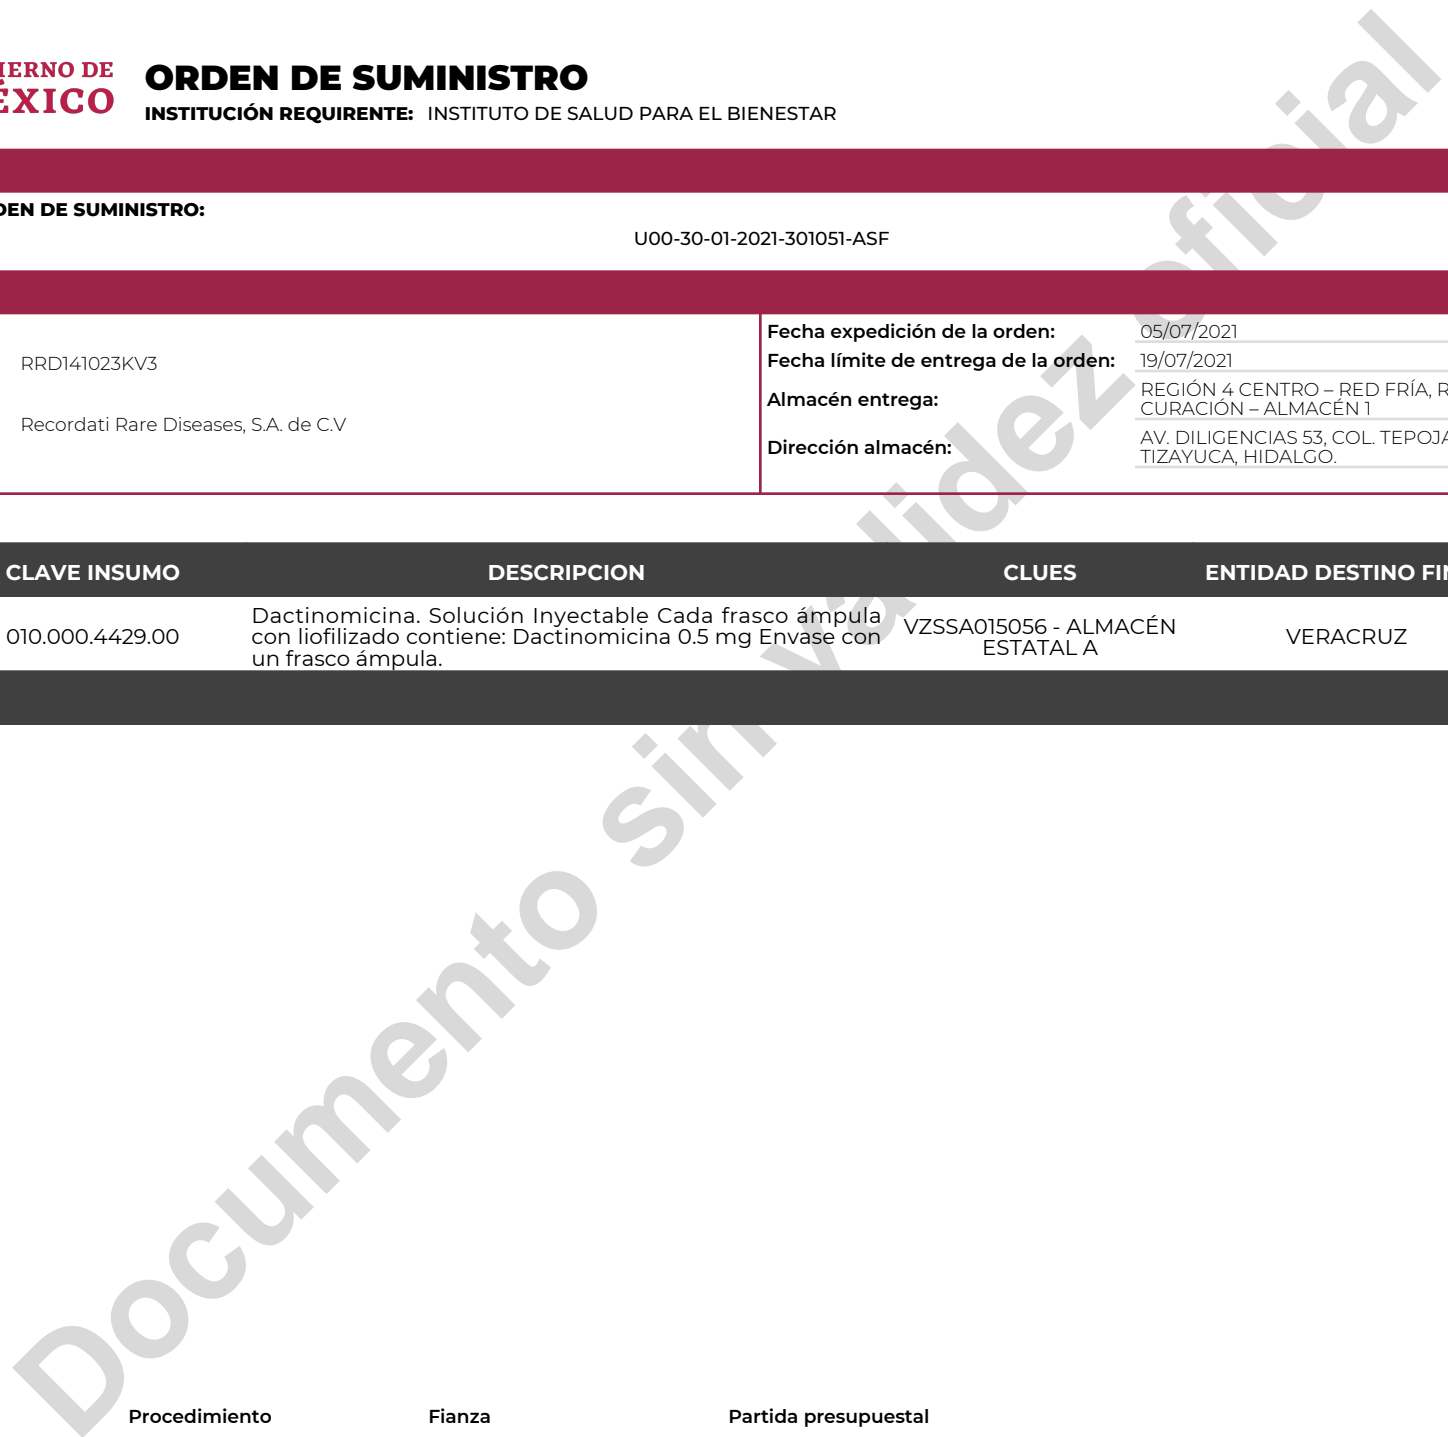 IERNO DE
ÉXICO
ORDEN DE SUMINISTRO
INSTITUCIÓN REQUIRENTE: INSTITUTO DE SALUD PARA EL BIENESTAR
DEN DE SUMINISTRO:
U00-30-01-2021-301051-ASF
RRD141023KV3
Recordati Rare Diseases, S.A. de C.V
Fecha expedición de la orden: 05/07/2021
Fecha límite de entrega de la orden: 19/07/2021
Almacén entrega: REGIÓN 4 CENTRO – RED FRÍA, R
CURACIÓN – ALMACÉN 1
Dirección almacén: AV. DILIGENCIAS 53, COL. TEPOJA
TIZAYUCA, HIDALGO.
CLAVE INSUMO DESCRIPCION CLUES ENTIDAD DESTINO FIN
010.000.4429.00
Dactinomicina. Solución Inyectable Cada frasco ámpula
con liofilizado contiene: Dactinomicina 0.5 mg Envase con
un frasco ámpula.
VZSSA015056 - ALMACÉN
ESTATAL A
VERACRUZ
Documento sin validez oficial
Procedimiento Fianza Partida presupuestal